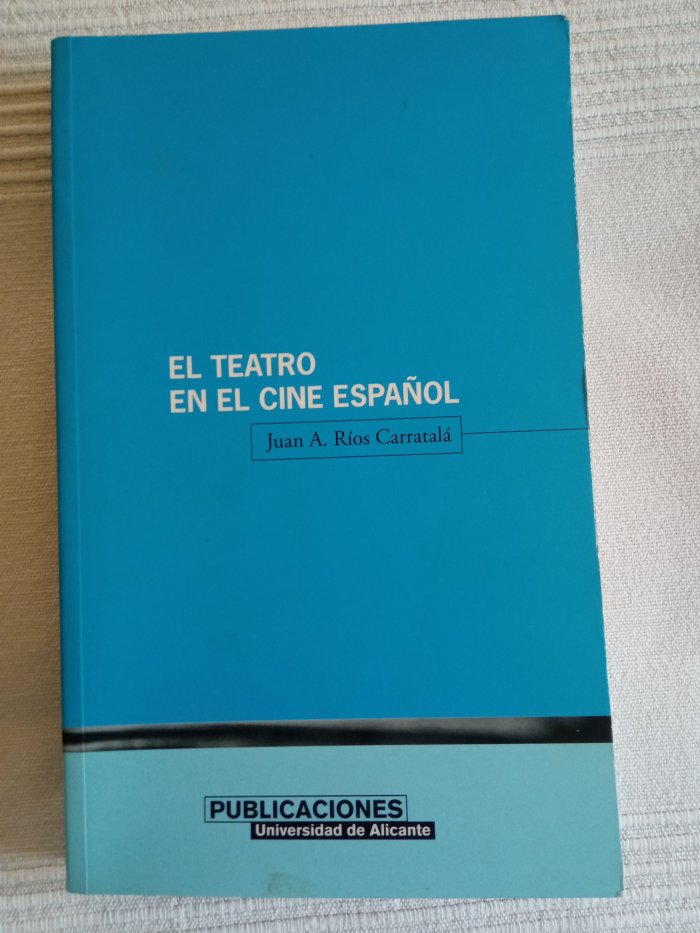 EL TEATRO
EN EL CINE ESPAÑOL
Juan A. Ríos Carratalá
PUBLICACIONES
Universidad de Alicante